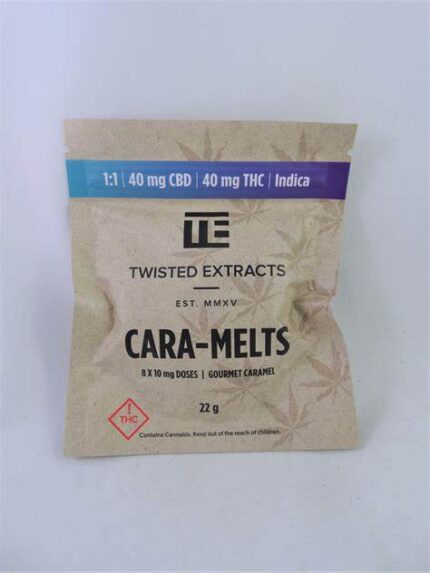 1:1 | 40 mg CBD | 40 mg THC | Indica
TE
TWISTED EXTRACTS
EST. MMXV
CARA-MELTS
8 X 10 mg DOSES | GOURMET CARAMEL
22 g
!
THC
Contains Cannabis. Keep out of the reach of children.